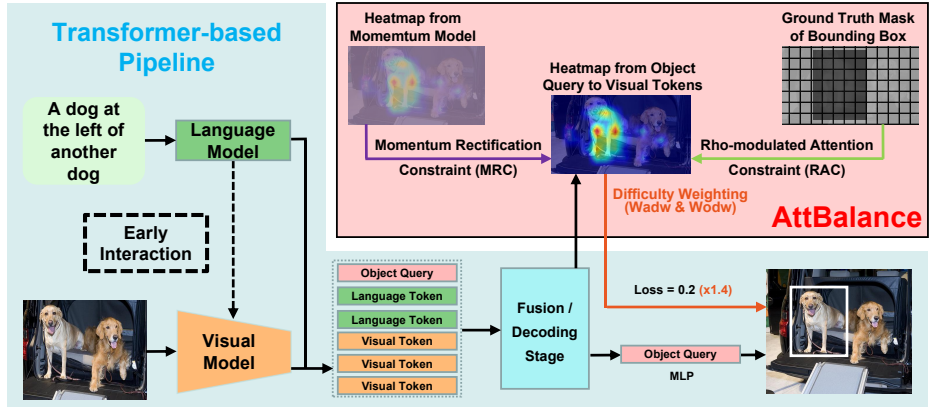 Transformer-based
Pipeline
A dog at
the left of
another
dog
Language
Model
Early
Interaction
Visual
Model
Object Query
Language Token
Language Token
Visual Token
Visual Token
Visual Token
Fusion /
Decoding
Stage
Object Query
MLP
Loss = 0.2 (x1.4)
Heatmap from
Momemtum Model
Heatmap from Object
Query to Visual Tokens
Ground Truth Mask
of Bounding Box
Momentum Rectification
Constraint (MRC)
Rho-modulated Attention
Constraint (RAC)
Difficulty Weighting
(Wadw & Wodw)
AttBalance